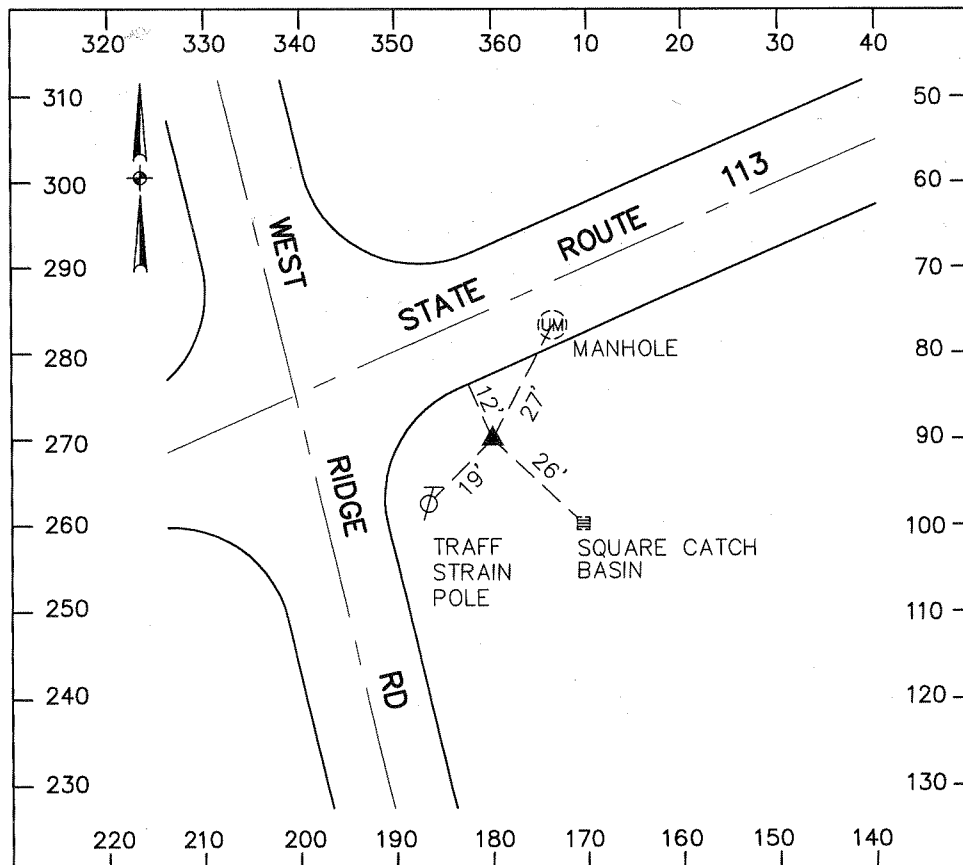 320 330 340 350 360 10 20 30 40
310
300
290
280
270
260
250
240
230
50
60
70
80
90
100
110
120
130
WEST
RIDGE
RD
STATE ROUTE 113
UM
MANHOLE
12'
27'
19'
26'
TRAFF
STRAIN
POLE
SQUARE CATCH
BASIN
220 210 200 190 180 170 160 150 140